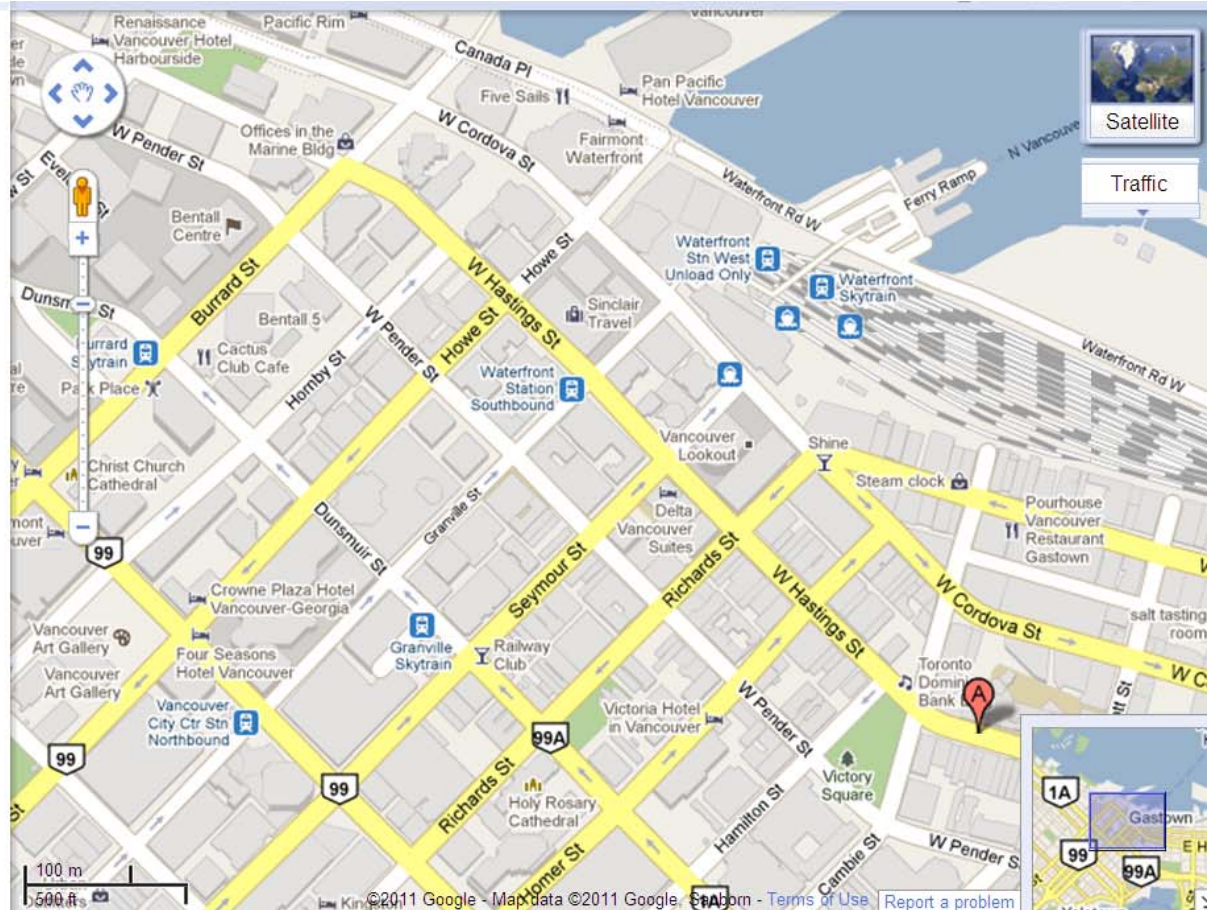 Renaissance
Vancouver Hotel
Harbourside
Pacific Rim
Vancouver
Canada Pl
Five Sails
Pan Pacific
Hotel Vancouver
Satellite
Offices in the
Marine Bldg
W Cordova St
Fairmont
Waterfront
W Pender St
N Vancouver
Traffic
Ferry Ramp
Waterfront Rd W
Bentall
Centre
Howe St
Waterfront
Stn West
Unload Only
Waterfront
Skytrain
Burrard St
W Hastings St
Sinclair
Travel
Bentall 5
W Pender St
Howe St
Cactus
Club Cafe
Hornby St
Park Place
Waterfront
Station
Southbound
Waterfront Rd W
Christ Church
Cathedral
Vancouver
Lookout
Shine
Steam clock
Pourhouse
Vancouver
Restaurant
Gastown
Dunsmuir St
Granville St
Delta
Vancouver
Suites
99
Crowne Plaza Hotel
Vancouver-Georgia
Seymour St
Richards St
W Hastings St
W Cordova St
salt tasting
room
Vancouver
Art Gallery
Four Seasons
Hotel Vancouver
Granville
Skytrain
Railway
Club
Vancouver
Art Gallery
Toronto
Bank
A
W C
Vancouver
City Ctr Stn
Northbound
Victoria Hotel
in Vancouver
W Pender St
99A
99
99
Victory
Square
Richards St
Holy Rosary
Cathedral
Hamilton St
1A
Gastown
99
99A
E H
W Pender S
Cambie St
Homer St
100 m
500 ft
Kingston
1A
©2011 Google - Map data ©2011 Google, Sanborn - Terms of Use
Report a problem